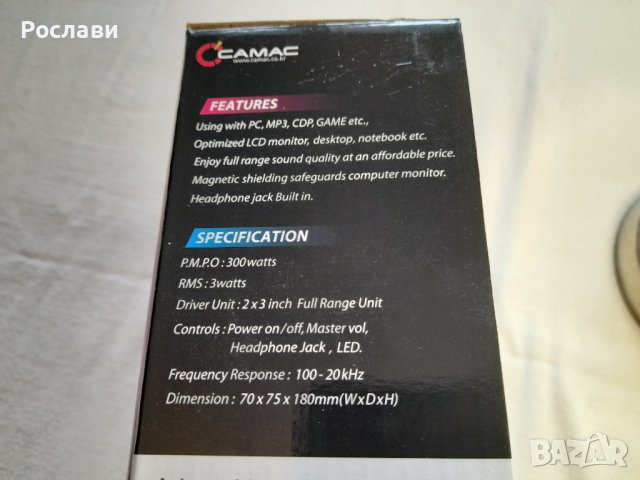 Рослави
CAMAC
www.camac.co.kr
FEATURES
Using with PC, MP3, CDP, GAME etc.,
Optimized LCD monitor, desktop, notebook etc.
Enjoy full range sound quality at an affordable price.
Magnetic shielding safeguards computer monitor.
Headphone jack Built in.
SPECIFICATION
P.M.P.O : 300watts
RMS : 3watts
Driver Unit : 2 x 3 inch Full Range Unit
Controls : Power on/off, Master vol,
Headphone Jack , LED.
Frequency Response : 100 - 20kHz
Dimension : 70 x 75 x 180mm(WxDxH)
BAZAR